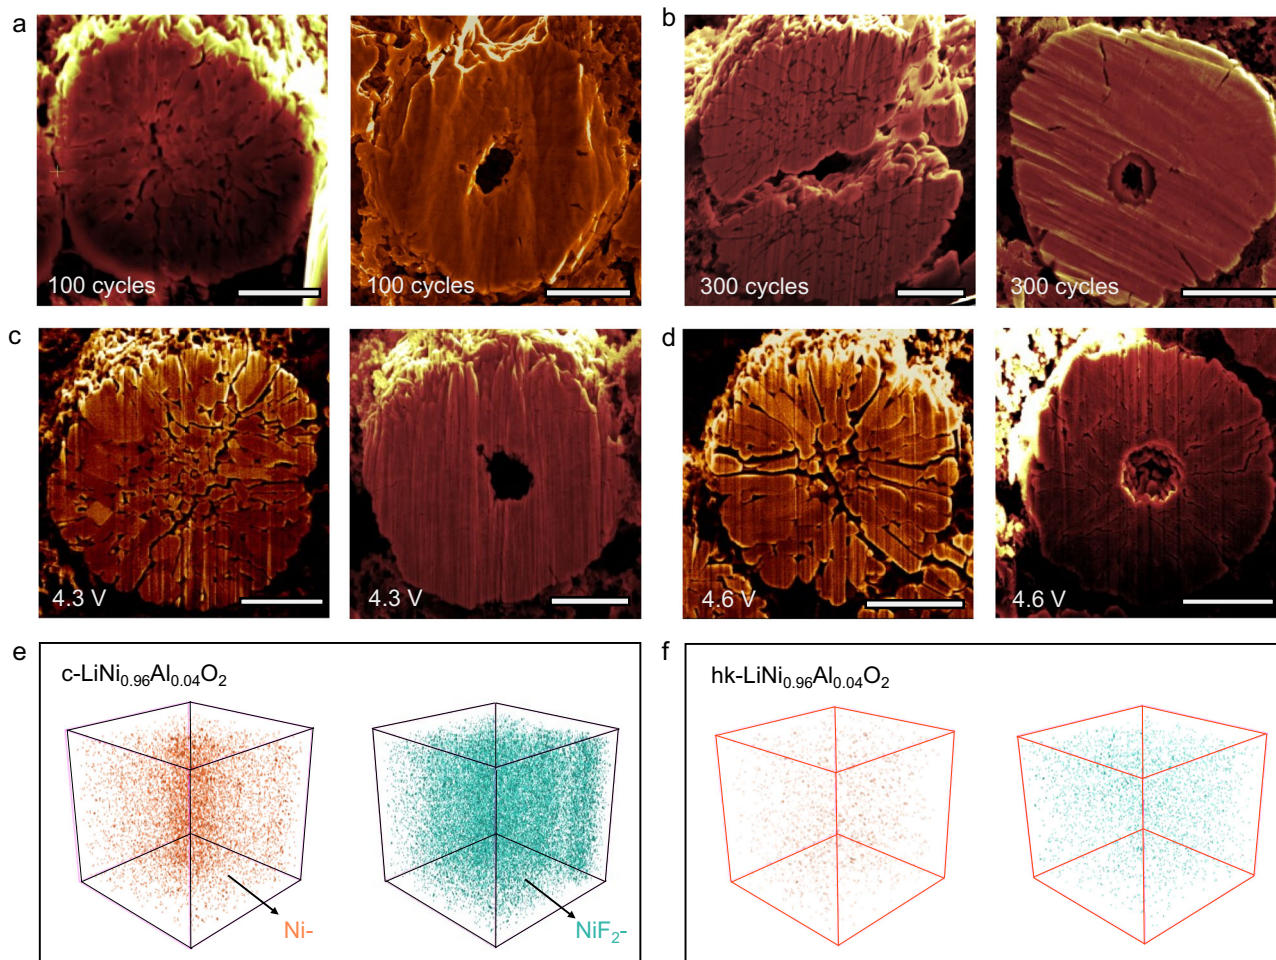 a
b
100 cycles
100 cycles
300 cycles
300 cycles
c
d
4.3 V
4.3 V
4.6 V
4.6 V
e
f
c-LiNi₀.₉₆Al₀.₀₄O₂
hk-LiNi₀.₉₆Al₀.₀₄O₂
Ni-
NiF₂-